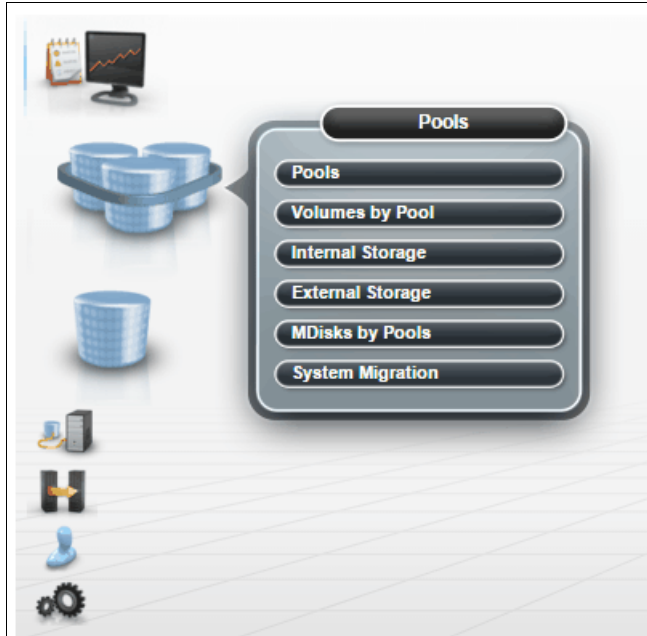 Pools
Pools
Volumes by Pool
Internal Storage
External Storage
MDisks by Pools
System Migration